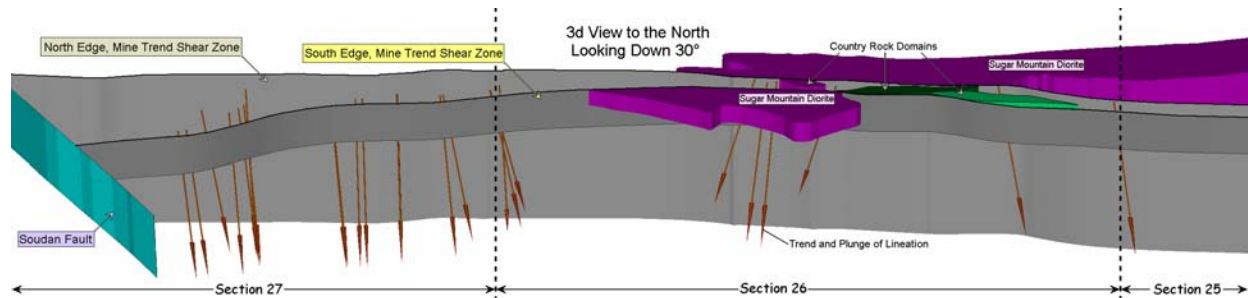 3d View to the North
Looking Down 30°
North Edge, Mine Trend Shear Zone
South Edge, Mine Trend Shear Zone
Country Rock Domains
Sugar Mountain Diorite
Sugar Mountain Diorite
Soudan Fault
Trend and Plunge of Lineation
Section 27
Section 26
Section 25